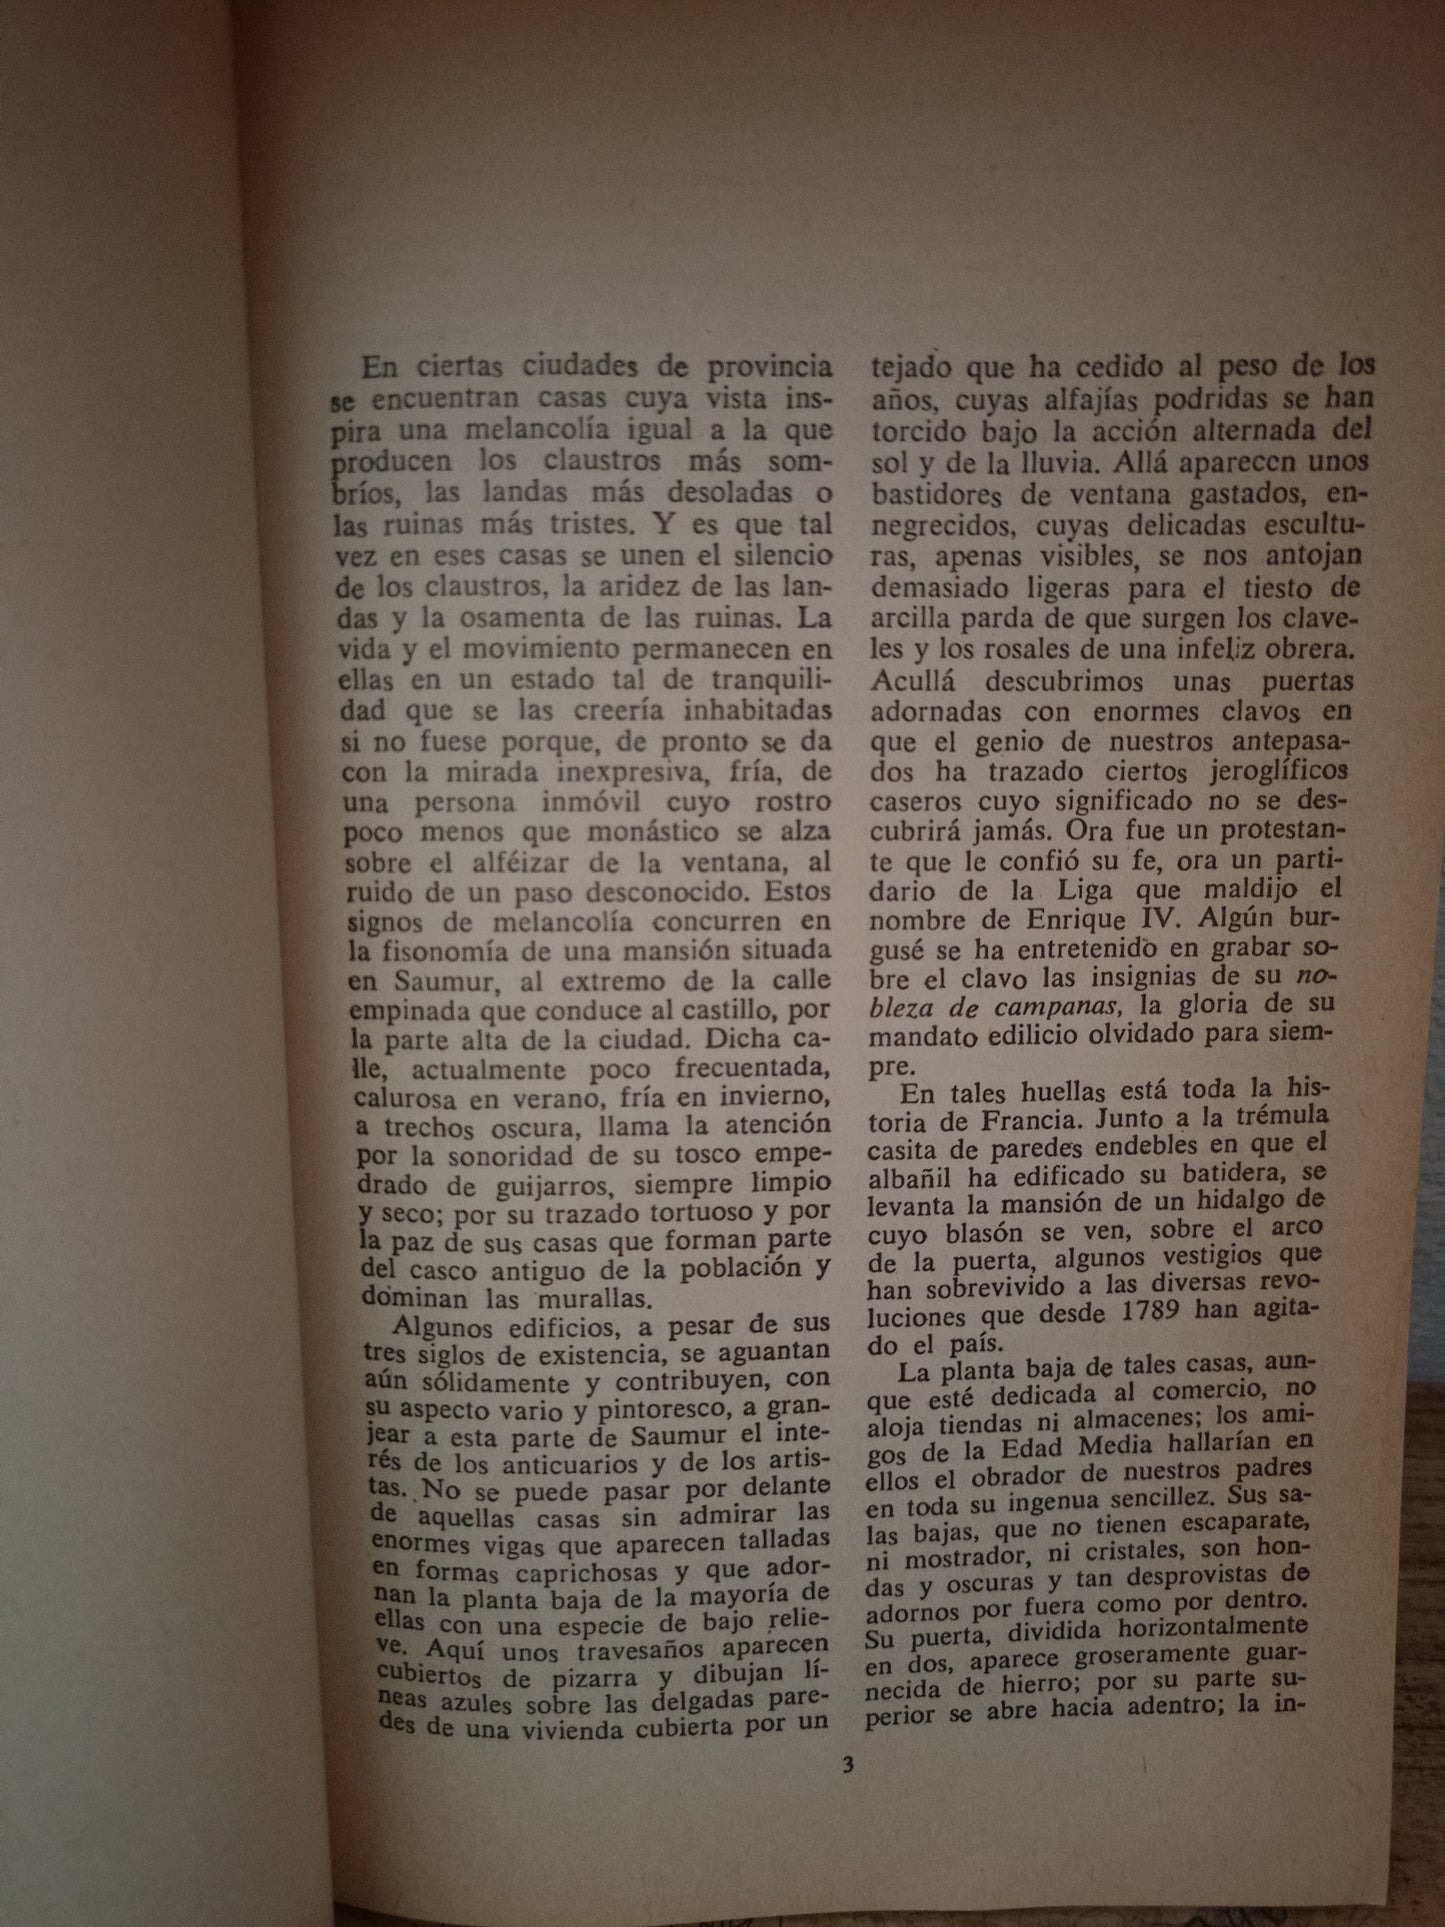 En ciertas ciudades de provincia
se encuentran casas cuya vista ins-
pira una melancolía igual a la que
producen los claustros más som-
bríos, las landas más desoladas o
las ruinas más tristes. Y es que tal
vez en eses casas se unen el silencio
de los claustros, la aridez de las lan-
das y la osamenta de las ruinas. La
vida y el movimiento permanecen en
ellas en un estado tal de tranquili-
dad que se las creería inhabitadas
si no fuese porque, de pronto se da
con la mirada inexpresiva, fría, de
una persona inmóvil cuyo rostro
poco menos que monástico se alza
sobre el alféizar de la ventana, al
ruido de un paso desconocido. Estos
signos de melancolía concurren en
la fisonomía de una mansión situada
en Saumur, al extremo de la calle
empinada que conduce al castillo, por
la parte alta de la ciudad. Dicha ca-
lle, actualmente poco frecuentada,
calurosa en verano, fría en invierno,
a trechos oscura, llama la atención
por la sonoridad de su tosco empe-
drado de guijarros, siempre limpio
y seco; por su trazado tortuoso y por
la paz de sus casas que forman parte
del casco antiguo de la población y
dominan las murallas.
Algunos edificios, a pesar de sus
tres siglos de existencia, se aguantan
aún sólidamente y contribuyen, con
su aspecto vario y pintoresco, a gran-
jear a esta parte de Saumur el inte-
rés de los anticuarios y de los artis-
tas. No se puede pasar por delante
de aquellas casas sin admirar las
enormes vigas que aparecen talladas
en formas caprichosas y que ador-
nan la planta baja de la mayoría de
ellas con una especie de bajo relie-
ve. Aquí unos travesaños aparecen
cubiertos de pizarra y dibujan lí-
neas azules sobre las delgadas pare-
des de una vivienda cubierta por un
tejado que ha cedido al peso de los
años, cuyas alfajías podridas se han
torcido bajo la acción alternada del
sol y de la lluvia. Allá aparecen unos
bastidores de ventana gastados, en-
negrecidos, cuyas delicadas escultu-
ras, apenas visibles, se nos antojan
demasiado ligeras para el tiesto de
arcilla parda de que surgen los clave-
les y los rosales de una infeliz obrera.
Acullá descubrimos unas puertas
adornadas con enormes clavos en
que el genio de nuestros antepasa-
dos ha trazado ciertos jeroglíficos
caseros cuyo significado no se des-
cubrirá jamás. Ora fue un protestan-
te que le confió su fe, ora un parti-
dario de la Liga que maldijo el
nombre de Enrique IV. Algún bur-
gusé se ha entretenido en grabar so-
bre el clavo las insignias de su no-
bleza de campanas, la gloria de su
mandato edilicio olvidado para siem-
pre.
En tales huellas está toda la his-
toria de Francia. Junto a la trémula
casita de paredes endebles en que el
albañil ha edificado su batidera, se
levanta la mansión de un hidalgo de
cuyo blasón se ven, sobre el arco
de la puerta, algunos vestigios que
han sobrevivido a las diversas revo-
luciones que desde 1789 han agita-
do el país.
La planta baja de tales casas, aun-
que esté dedicada al comercio, no
aloja tiendas ni almacenes; los ami-
gos de la Edad Media hallarían en
ellos el obrador de nuestros padres
en toda su ingenua sencillez. Sus sa-
las bajas, que no tienen escaparate,
ni mostrador, ni cristales, son hon-
das y oscuras y tan desprovistas de
adornos por fuera como por dentro.
Su puerta, dividida horizontalmente
en dos, aparece groseramente guar-
necida de hierro; por su parte su-
perior se abre hacia adentro; la in-
3